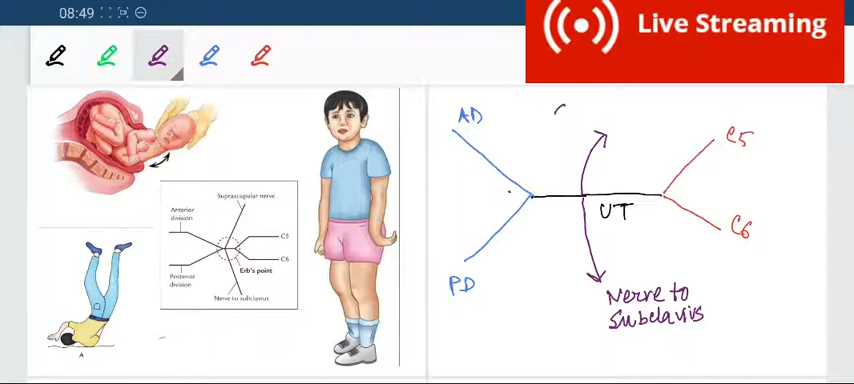 08:49
Live Streaming
Suprascapular nerve
Anterior
division
C5
C6
Erb's point
Posterior
division
Nerve to subclavus
A
AD
C5
UT
C6
PD
Nerve to
Subclavius